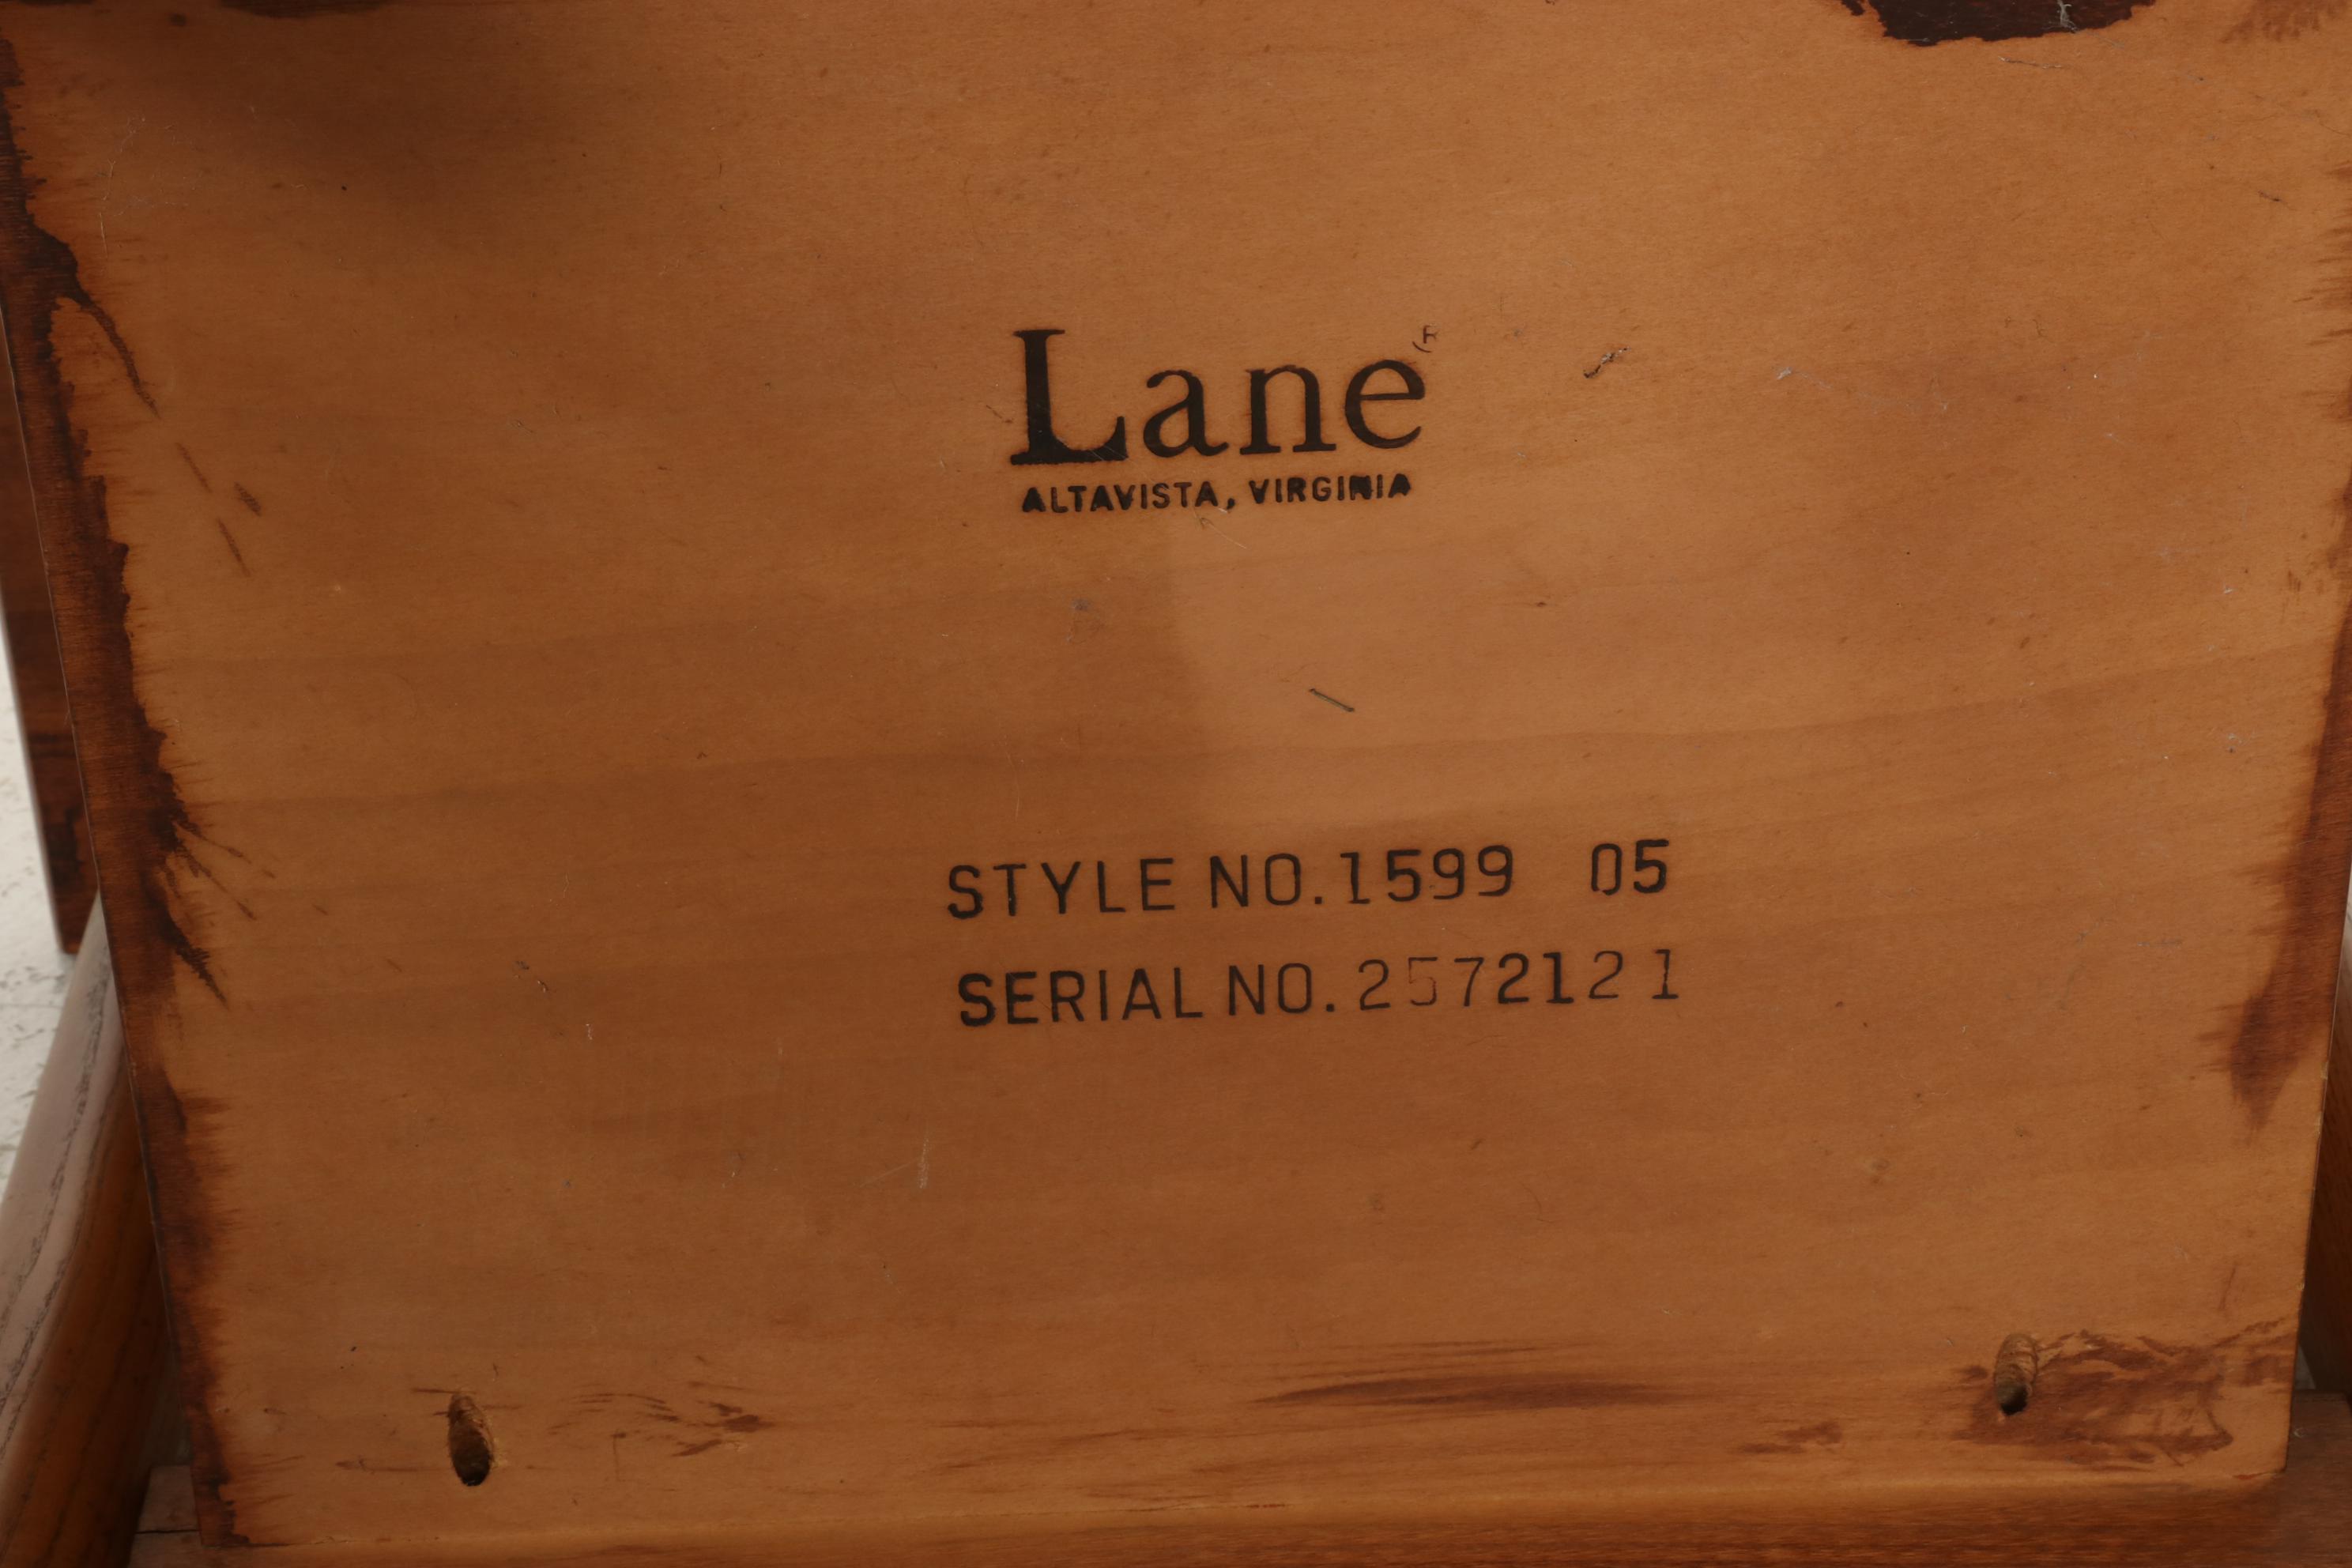 Lane®
ALTAVISTA, VIRGINIA
STYLE NO. 1599 05
SERIAL NO. 2572121